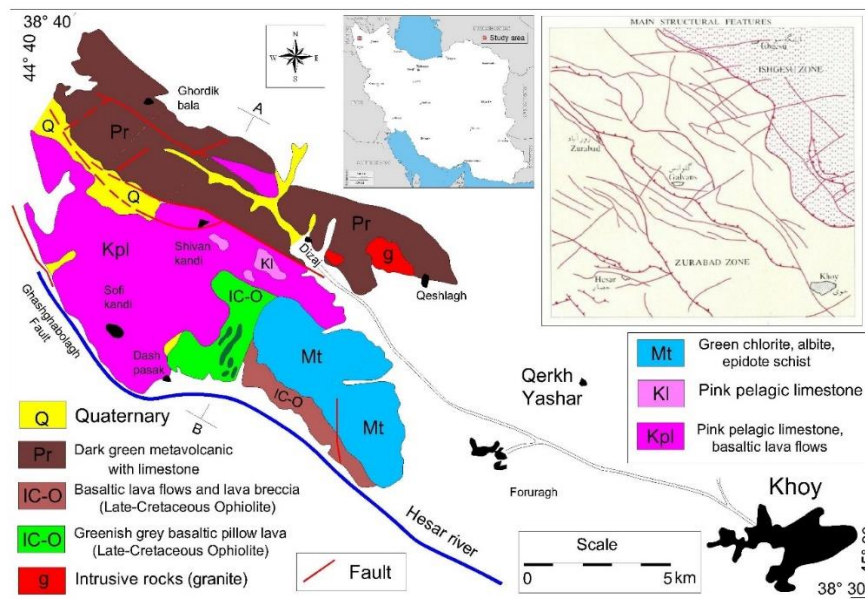 38° 40'
44° 40'
N
W
E
S
Study area
MAIN STRUCTURAL FEATURES
ISHGESU ZONE
Zurabad
Galvans
ZURABAD ZONE
Hesar
Khoy
Ghordik
bala
A
Q
Pr
Q
Kpl
Shivan
kandi
Kl
Dizaj
Pr
g
Qeshlagh
Ghashghabolagh
Fault
Sofi
kandi
IC-O
Dash
pasak
Mt
IC-O
Mt
B
Hesar river
Qerkh
Yashar
Foruragh
Khoy
Q Quaternary
Pr Dark green metavolcanic
with limestone
IC-O Basaltic lava flows and lava breccia
(Late-Cretaceous Ophiolite)
IC-O Greenish grey basaltic pillow lava
(Late-Cretaceous Ophiolite)
g Intrusive rocks (granite)
Fault
Mt Green chlorite, albite,
epidote schist
Kl Pink pelagic limestone
Kpl Pink pelagic limestone,
basaltic lava flows
Scale
0 5 km
38° 30'